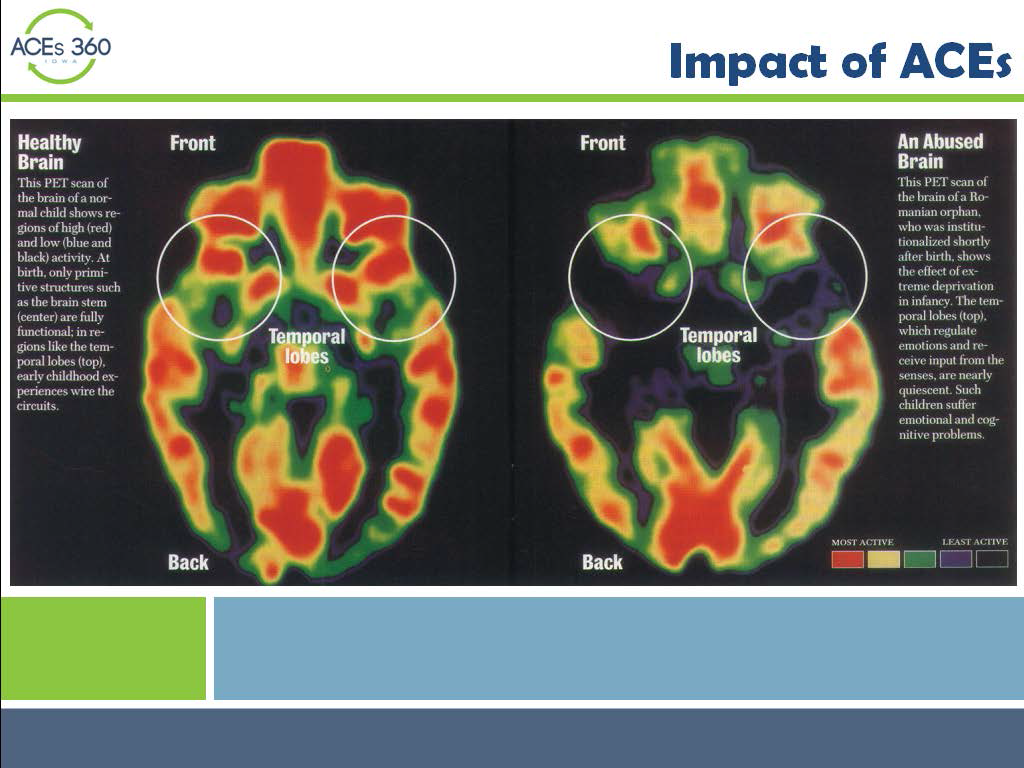 ACEs 360
IOWA
Impact of ACEs
Healthy
Brain
This PET scan of
the brain of a nor-
mal child shows re-
gions of high (red)
and low (blue and
black) activity. At
birth, only primi-
tive structures such
as the brain stem
(center) are fully
functional; in re-
gions like the tem-
poral lobes (top),
early childhood ex-
periences wire the
circuits.
Front
Temporal
lobes
Back
Front
Temporal
lobes
Back
An Abused
Brain
This PET scan of
the brain of a Ro-
manian orphan,
who was institu-
tionalized shortly
after birth, shows
the effect of ex-
treme deprivation
in infancy. The tem-
poral lobes (top),
which regulate
emotions and re-
ceive input from the
senses, are nearly
quiescent. Such
children suffer
emotional and cog-
nitive problems.
MOST ACTIVE LEAST ACTIVE